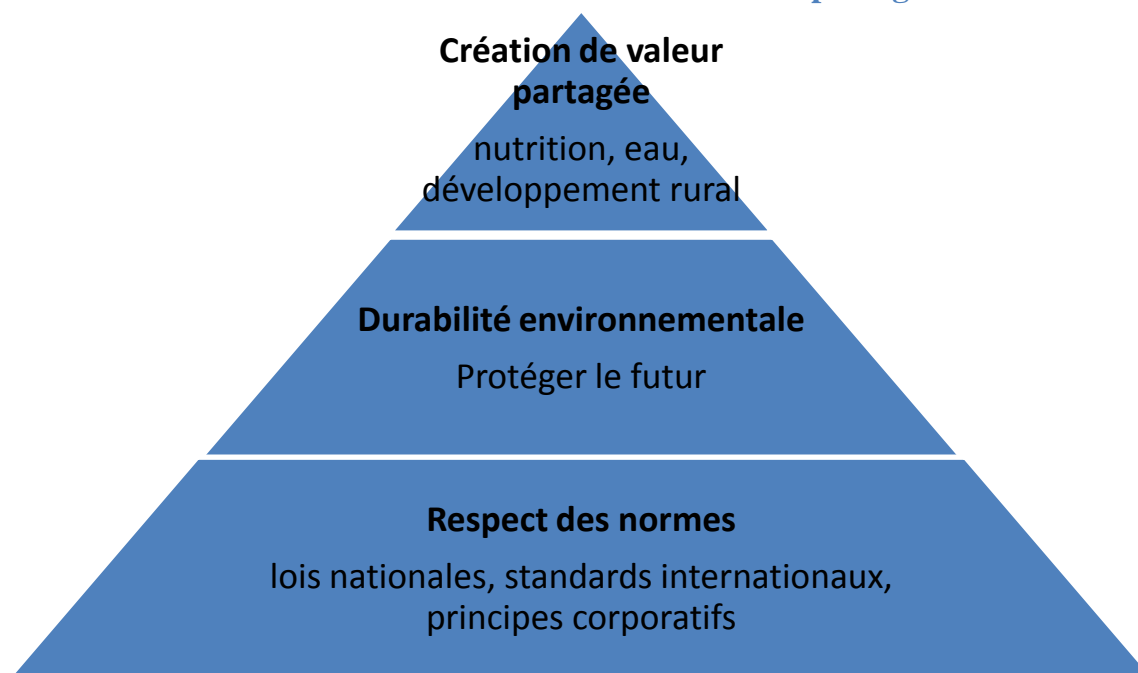 Création de valeur
partagée
nutrition, eau,
développement rural
Durabilité environnementale
Protéger le futur
Respect des normes
lois nationales, standards internationaux,
principes corporatifs